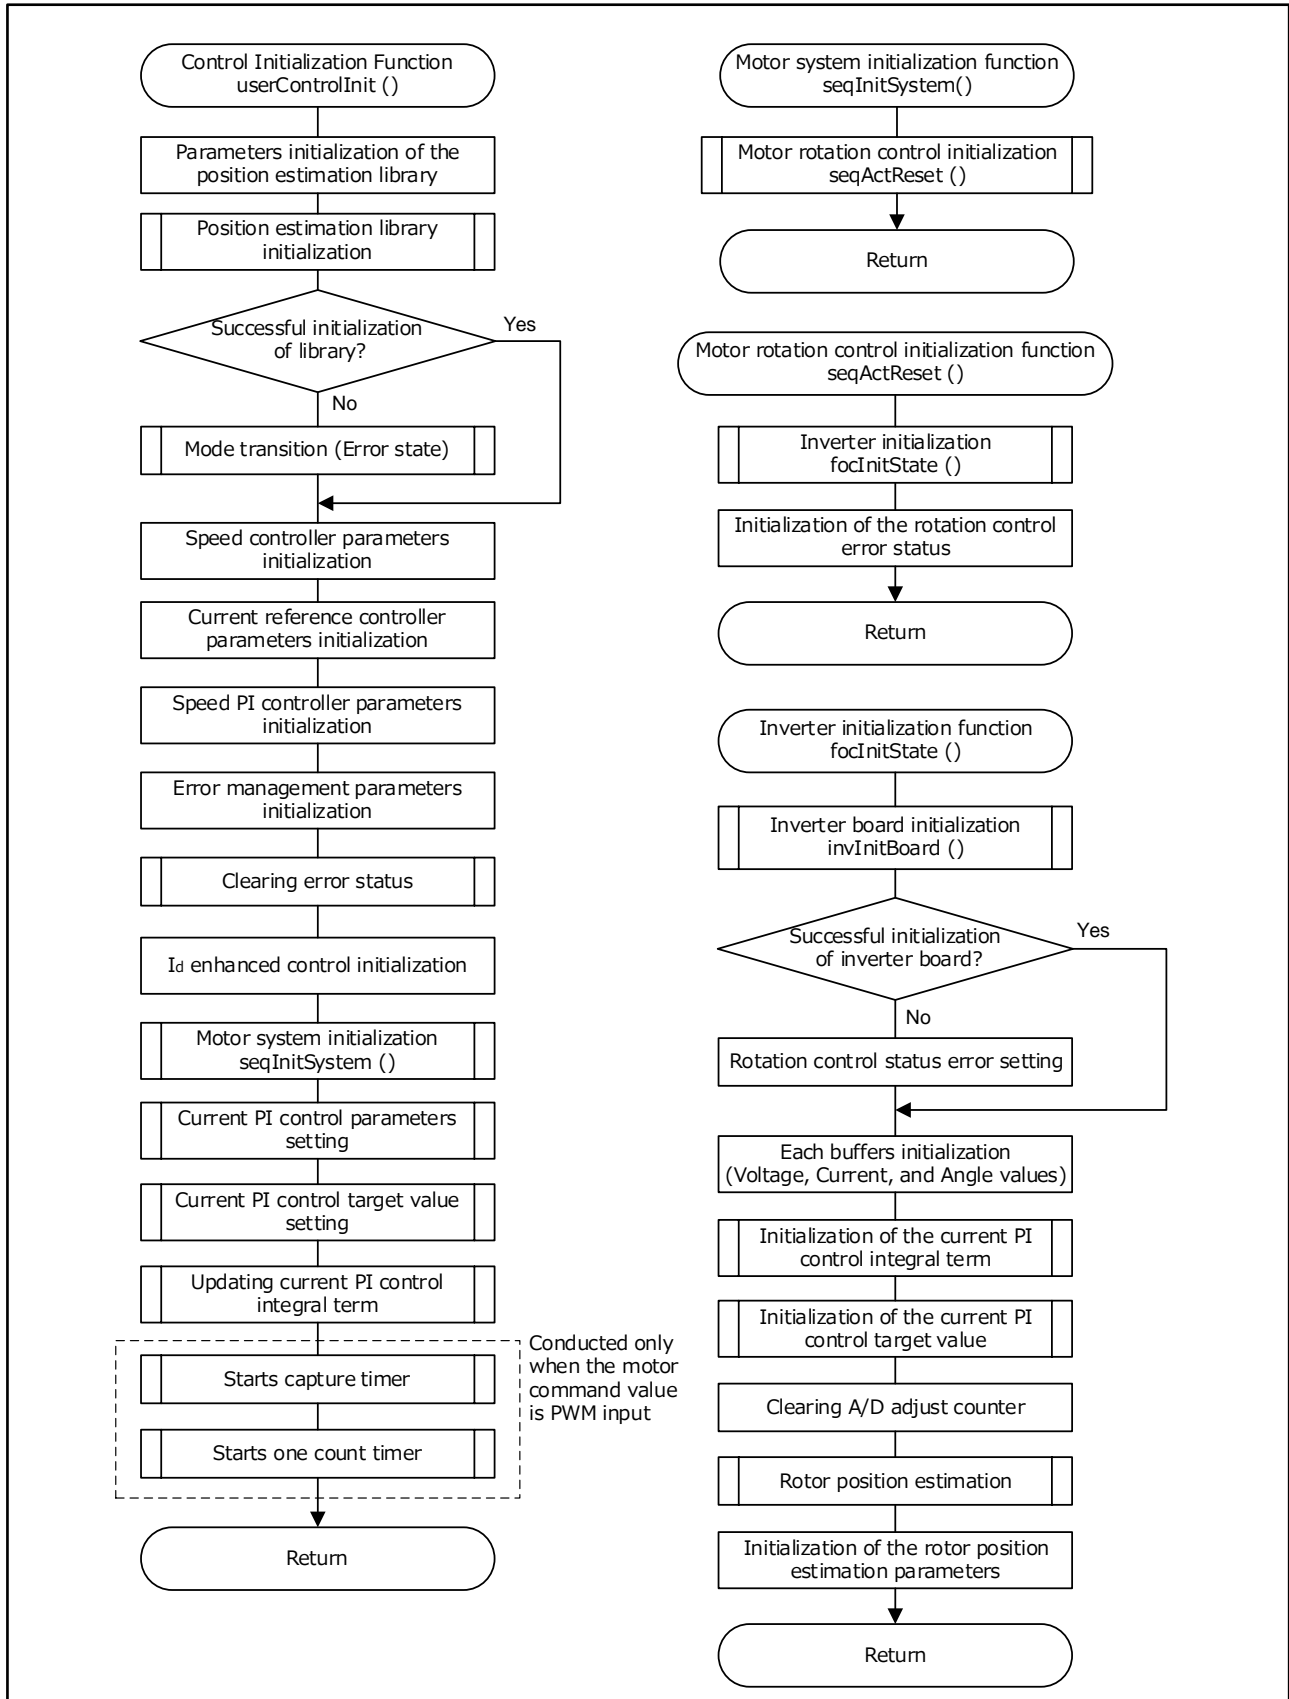 Control Initialization Function
userControlInit ()
Parameters initialization of the
position estimation library
Position estimation library
initialization
Successful initialization
of library?
Yes
No
Mode transition (Error state)
Speed controller parameters
initialization
Current reference controller
parameters initialization
Speed PI controller parameters
initialization
Error management parameters
initialization
Clearing error status
Id enhanced control initialization
Motor system initialization
seqInitSystem ()
Current PI control parameters
setting
Current PI control target value
setting
Updating current PI control
integral term
Conducted only
when the motor
command value
is PWM input
Starts capture timer
Starts one count timer
Return
Motor system initialization function
seqInitSystem()
Motor rotation control initialization
seqActReset ()
Return
Motor rotation control initialization function
seqActReset ()
Inverter initialization
focInitState ()
Initialization of the rotation control
error status
Return
Inverter initialization function
focInitState ()
Inverter board initialization
invInitBoard ()
Successful initialization
of inverter board?
Yes
No
Rotation control status error setting
Each buffers initialization
(Voltage, Current, and Angle values)
Initialization of the current PI
control integral term
Initialization of the current PI
control target value
Clearing A/D adjust counter
Rotor position estimation
Initialization of the rotor position
estimation parameters
Return